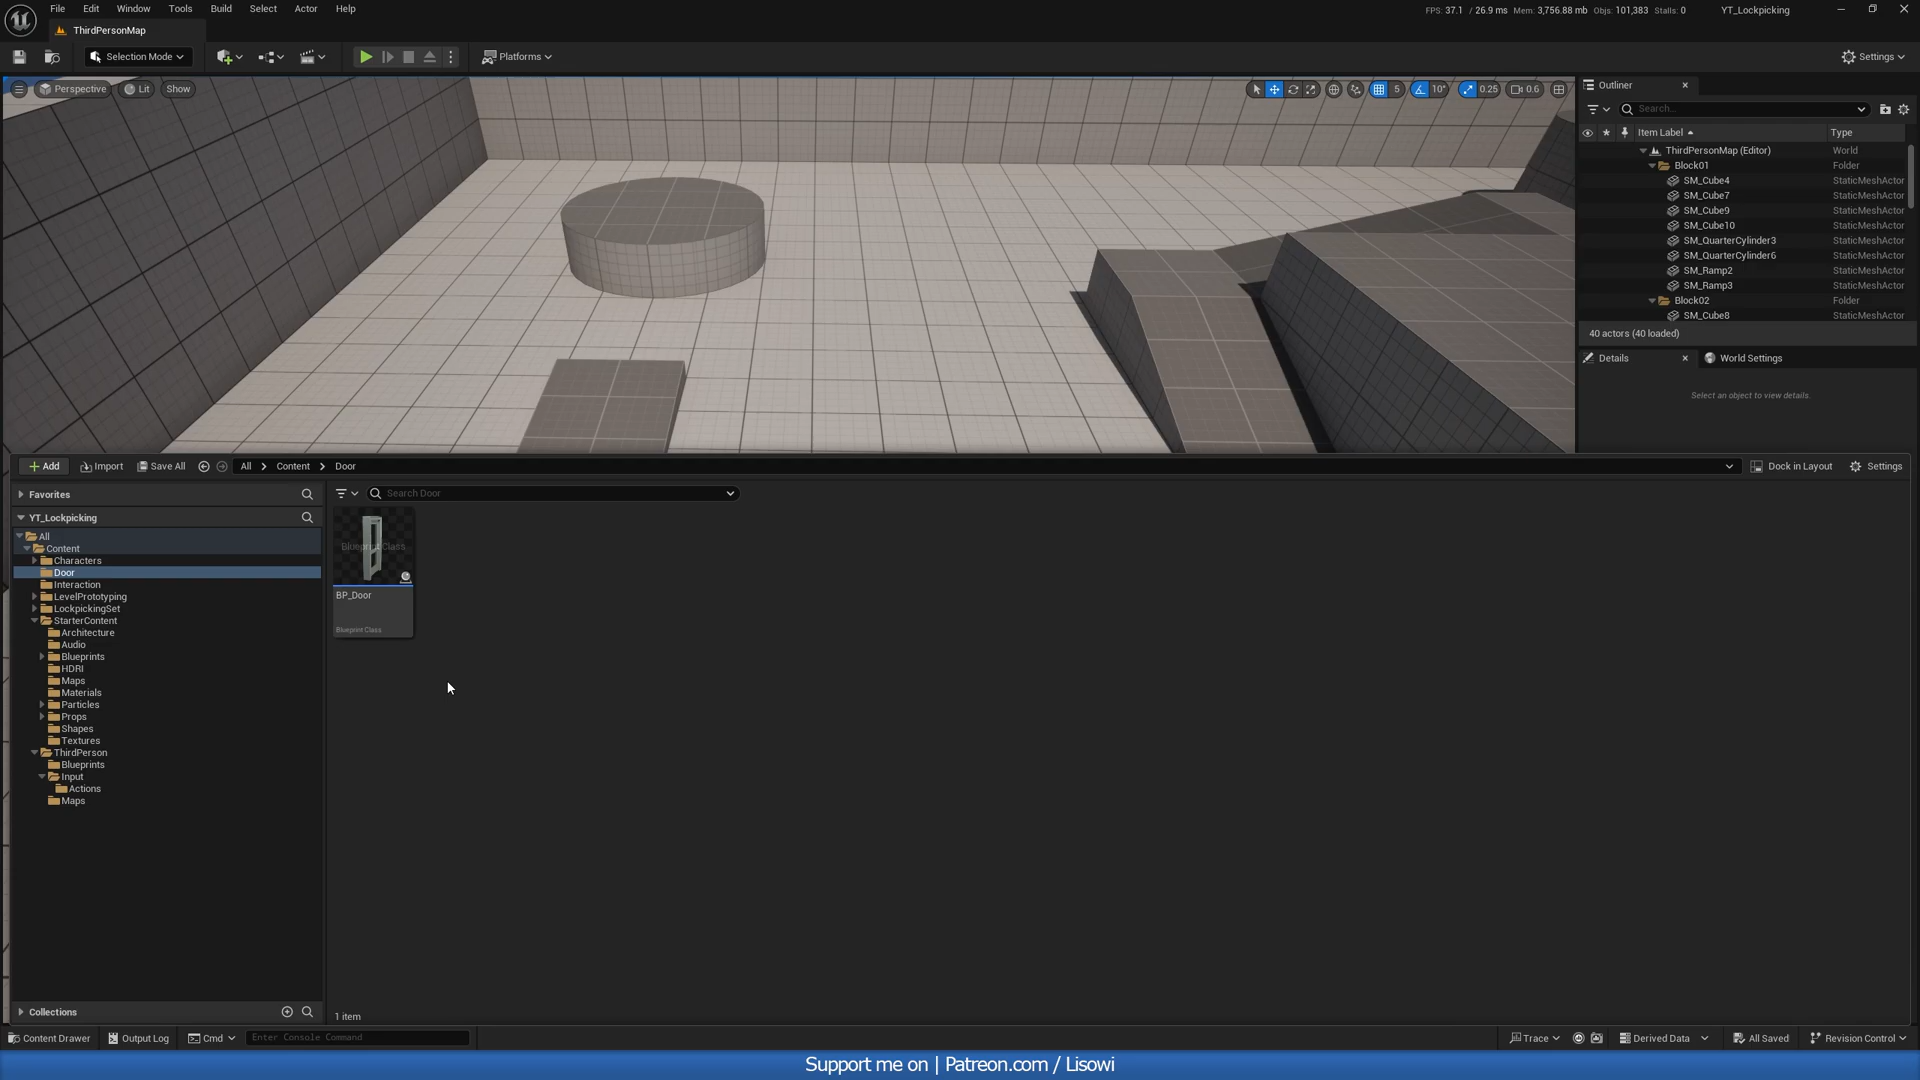 File Edit Window Tools Build Select Actor Help
FPS: 37.1 / 26.9 ms Mem: 3,756.88 mb Objs: 101,383 Stalls: 0
YT_Lockpicking
ThirdPersonMap
Selection Mode
Platforms
Settings
Perspective
Lit
Show
5
10°
0.25
0.6
Outliner
Search...
Item Label
Type
ThirdPersonMap (Editor) World
Block01 Folder
SM_Cube4 StaticMeshActor
SM_Cube7 StaticMeshActor
SM_Cube9 StaticMeshActor
SM_Cube10 StaticMeshActor
SM_QuarterCylinder3 StaticMeshActor
SM_QuarterCylinder6 StaticMeshActor
SM_Ramp2 StaticMeshActor
SM_Ramp3 StaticMeshActor
Block02 Folder
SM_Cube8 StaticMeshActor
40 actors (40 loaded)
Details
World Settings
Select an object to view details.
Add
Import
Save All
All
Content
Door
Dock in Layout
Settings
Favorites
YT_Lockpicking
All
Content
Characters
Door
Interaction
LevelPrototyping
LockpickingSet
StarterContent
Architecture
Audio
Blueprints
HDRI
Maps
Materials
Particles
Props
Shapes
Textures
ThirdPerson
Blueprints
Input
Actions
Maps
Collections
Search Door
Blueprint Class
BP_Door
Blueprint Class
1 item
Content Drawer
Output Log
Cmd
Enter Console Command
Trace
Derived Data
All Saved
Revision Control
Support me on | Patreon.com / Lisowi